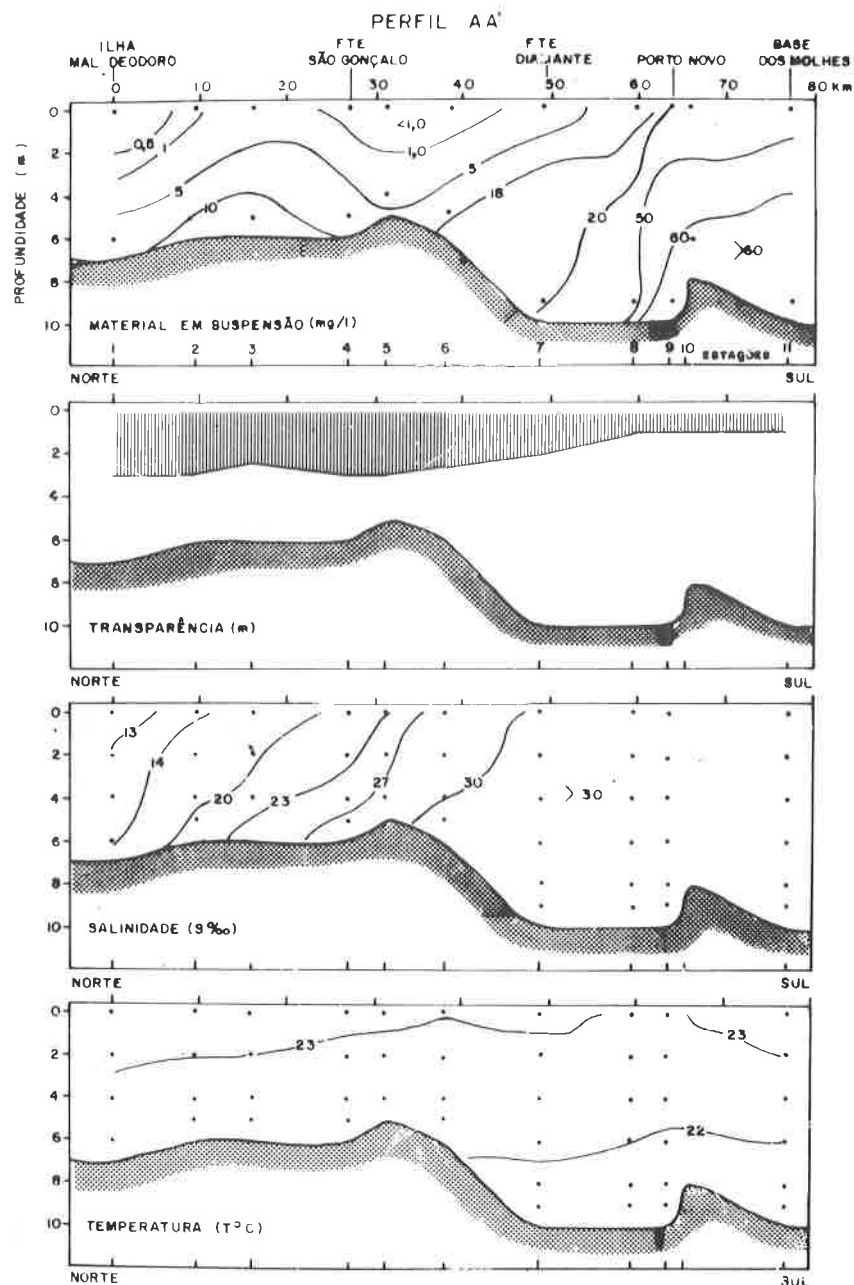 PERFIL AA'
ILHA MAL DEODORO
FTE SÃO GONÇALO
FTE DIAMANTE
PORTO NOVO
BASE DOS MOLHES
0 10 20 30 40 50 60 70 80 km
PROFUNDIDADE (m)
0
2
4
6
8
10
0,5
1
5
10
<1,0
1,0
5
18
20
50
60
>60
MATERIAL EM SUSPENSÃO (mg/l)
1 2 3 4 5 6 7 8 9 10 11
ESTAÇÕES
NORTE SUL
0
2
4
6
8
10
TRANSPARÊNCIA (m)
NORTE SUL
0
2
4
6
8
10
13
14
20
23
27
30
>30
SALINIDADE (S‰)
NORTE SUL
0
2
4
6
8
10
23
23
22
TEMPERATURA (T°C)
NORTE SUL